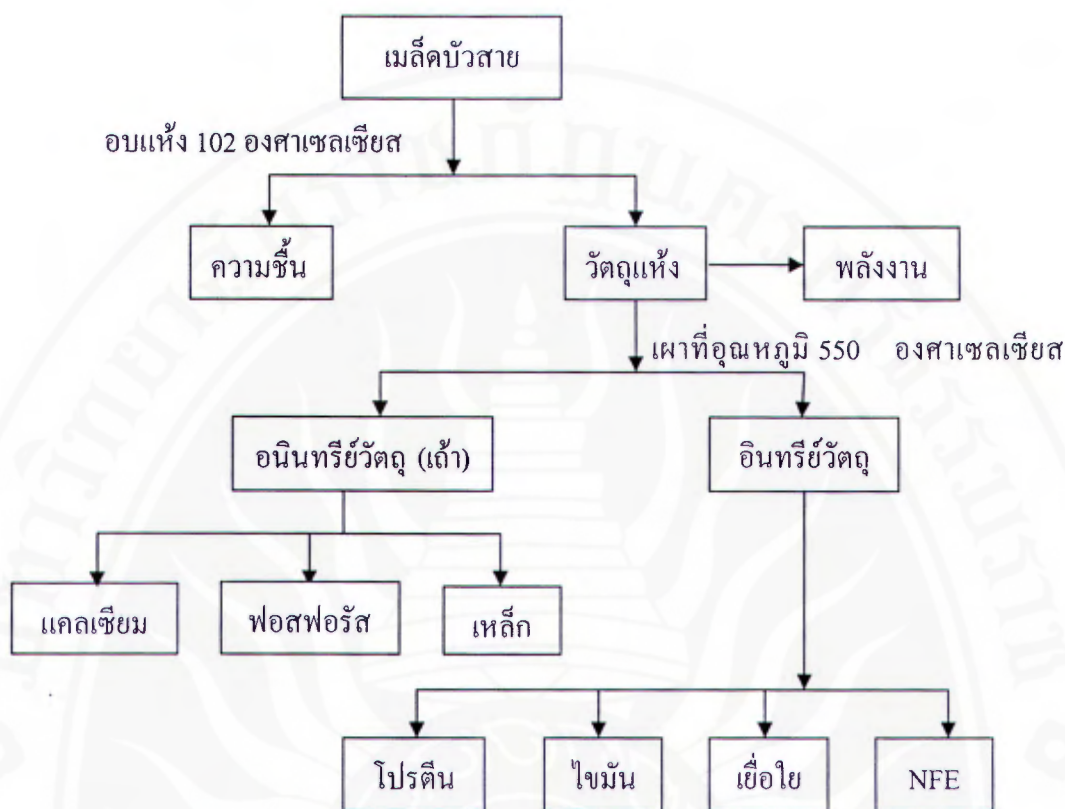 เมล็ดบัวสาย
อบแห้ง 102 องศาเซลเซียส
ความชื้น
วัตถุแห้ง
พลังงาน
เผาที่อุณหภูมิ 550 องศาเซลเซียส
อนินทรีย์วัตถุ (เถ้า)
อินทรีย์วัตถุ
แคลเซียม
ฟอสฟอรัส
เหล็ก
โปรตีน
ไขมัน
เยื่อใย
NFE